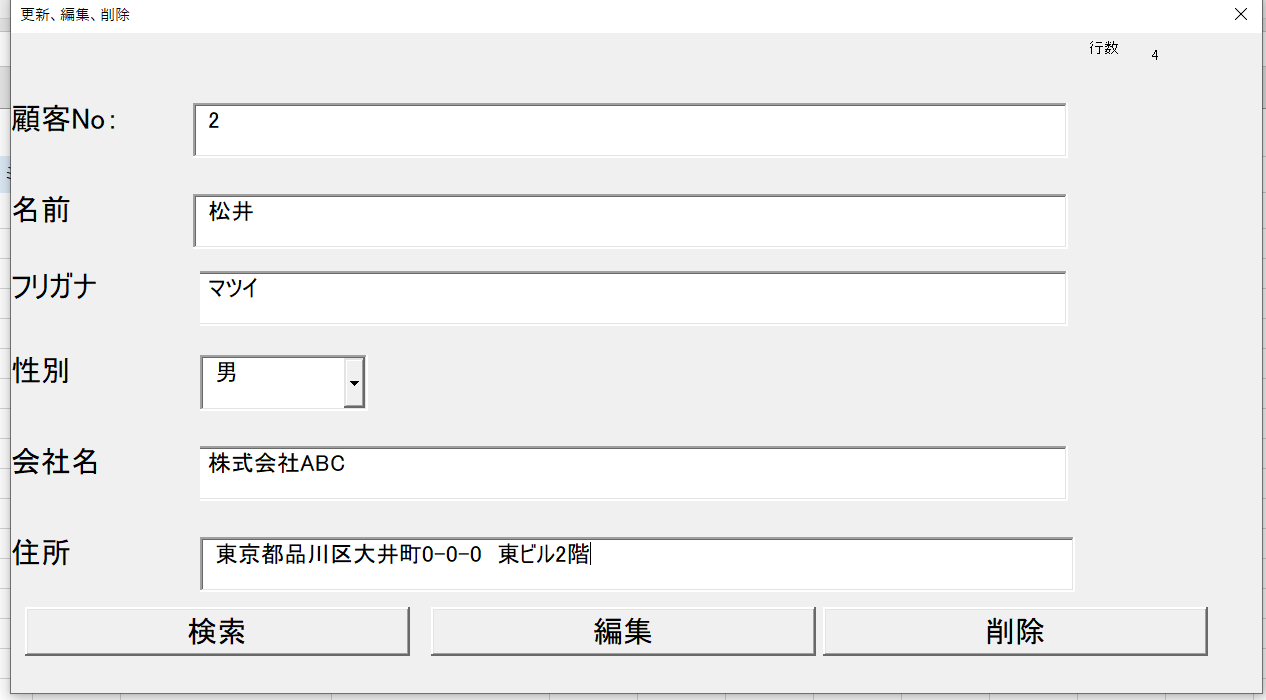 更新、編集、削除
行数 4
顧客No： 2
名前 松井
フリガナ マツイ
性別 男
会社名 株式会社ABC
住所 東京都品川区大井町0-0-0　東ビル2階
検索 編集 削除